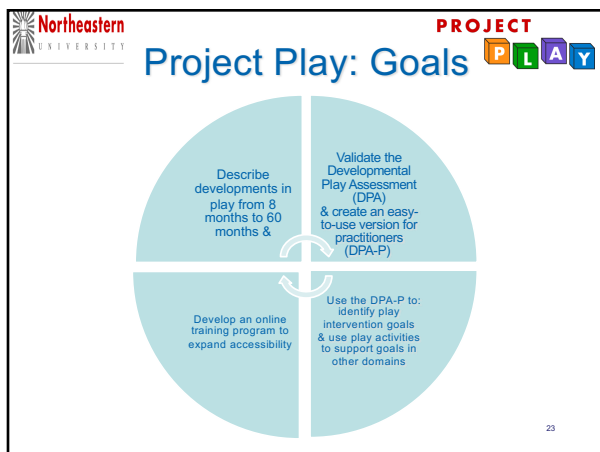 Northeastern
UNIVERSITY
PROJECT
PLAY
Project Play: Goals
Describe
developments in
play from 8
months to 60
months &
Validate the
Developmental
Play Assessment
(DPA)
& create an easy-
to-use version for
practitioners
(DPA-P)
Develop an online
training program to
expand accessibility
Use the DPA-P to:
identify play
intervention goals
& use play activities
to support goals in
other domains
23